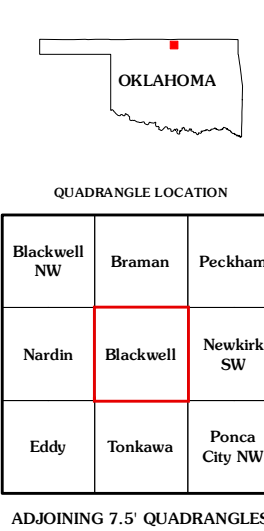 OKLAHOMA
QUADRANGLE LOCATION
Blackwell
NW
Braman
Peckham
Nardin
Blackwell
Newkirk
SW
Eddy
Tonkawa
Ponca
City NW
ADJOINING 7.5' QUADRANGLES